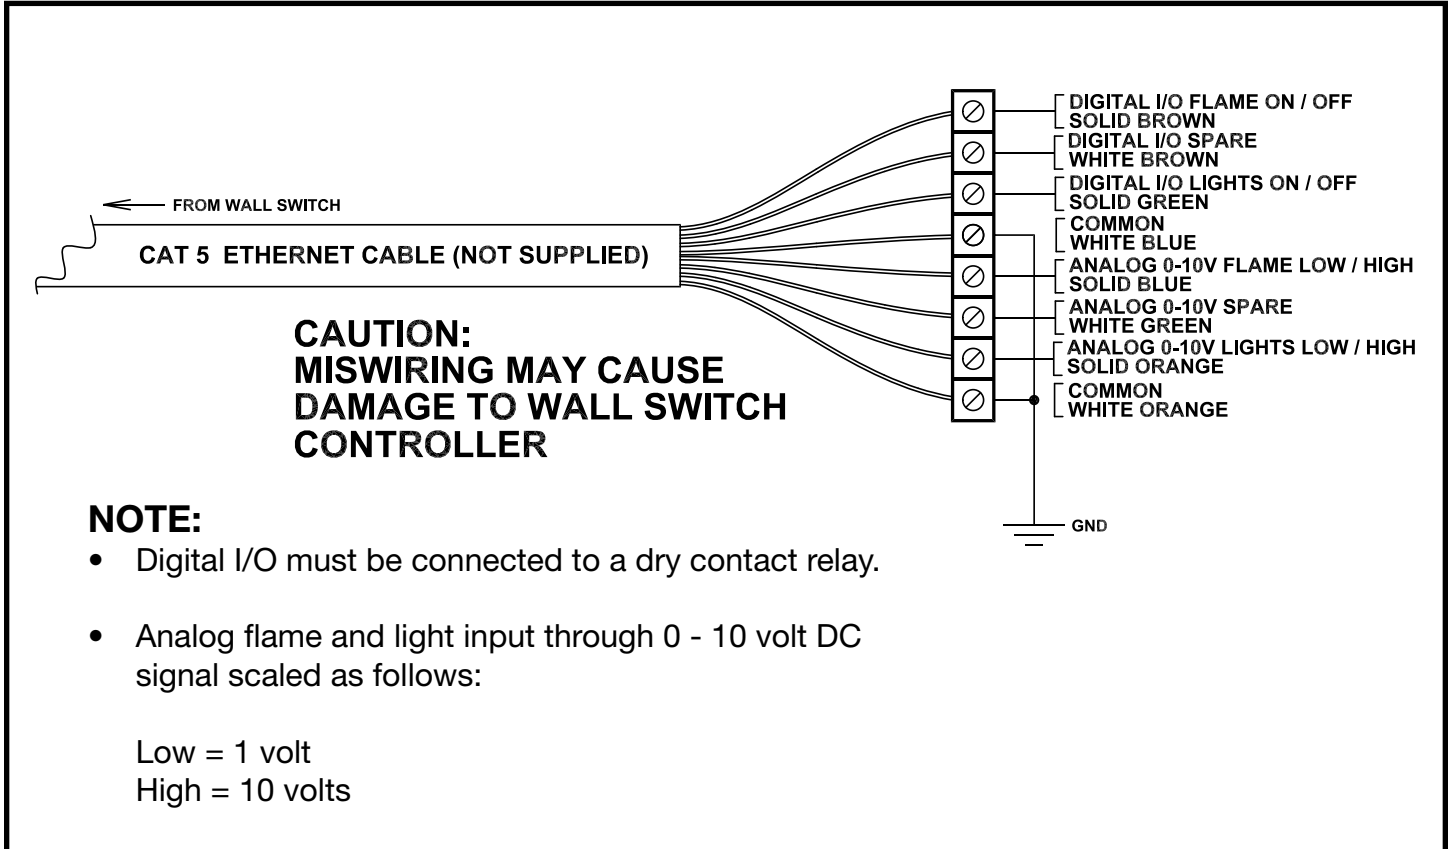 DIGITAL I/O FLAME ON / OFF
SOLID BROWN
DIGITAL I/O SPARE
WHITE BROWN
DIGITAL I/O LIGHTS ON / OFF
SOLID GREEN
COMMON
WHITE BLUE
ANALOG 0-10V FLAME LOW / HIGH
SOLID BLUE
ANALOG 0-10V SPARE
WHITE GREEN
ANALOG 0-10V LIGHTS LOW / HIGH
SOLID ORANGE
COMMON
WHITE ORANGE
FROM WALL SWITCH
CAT 5 ETHERNET CABLE (NOT SUPPLIED)
CAUTION:
MISWIRING MAY CAUSE
DAMAGE TO WALL SWITCH
CONTROLLER
GND
NOTE:
• Digital I/O must be connected to a dry contact relay.
• Analog flame and light input through 0 - 10 volt DC
signal scaled as follows:
Low = 1 volt
High = 10 volts